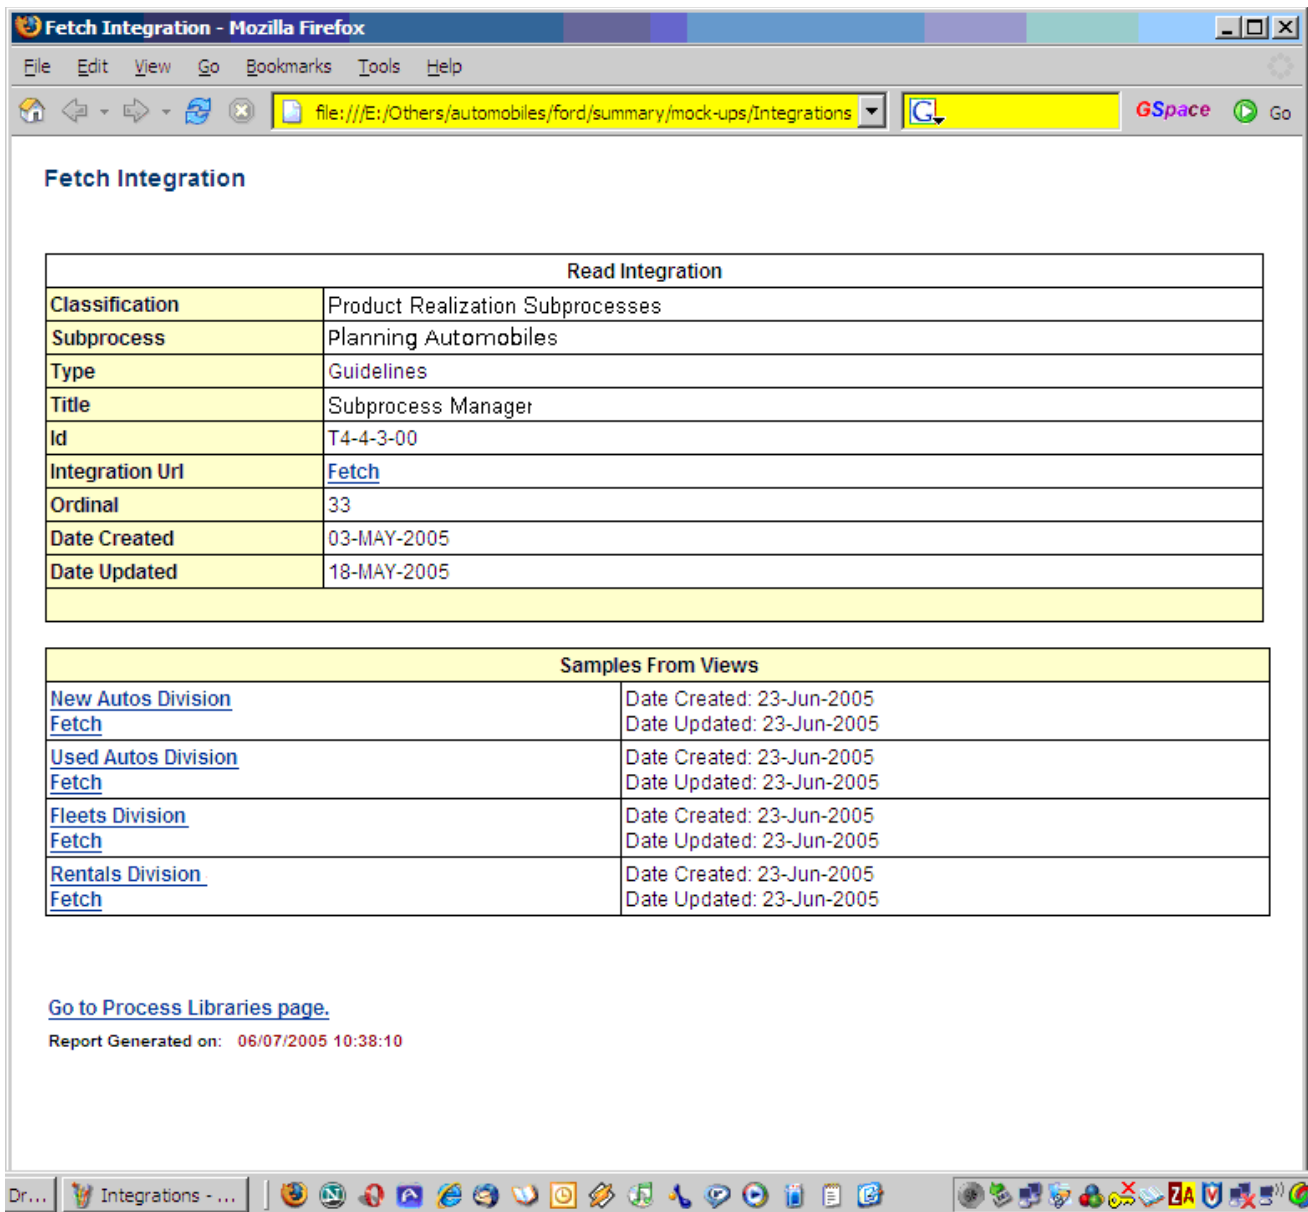 Fetch Integration - Mozilla Firefox
File Edit View Go Bookmarks Tools Help
file:///E:/Others/automobiles/ford/summary/mock-ups/Integrations G GSpace Go
Fetch Integration
Read Integration
Classification Product Realization Subprocesses
Subprocess Planning Automobiles
Type Guidelines
Title Subprocess Manager
Id T4-4-3-00
Integration Url Fetch
Ordinal 33
Date Created 03-MAY-2005
Date Updated 18-MAY-2005
Samples From Views
New Autos Division Date Created: 23-Jun-2005
Fetch Date Updated: 23-Jun-2005
Used Autos Division Date Created: 23-Jun-2005
Fetch Date Updated: 23-Jun-2005
Fleets Division Date Created: 23-Jun-2005
Fetch Date Updated: 23-Jun-2005
Rentals Division Date Created: 23-Jun-2005
Fetch Date Updated: 23-Jun-2005
Go to Process Libraries page.
Report Generated on: 06/07/2005 10:38:10
Dr... Integrations - ... ZA